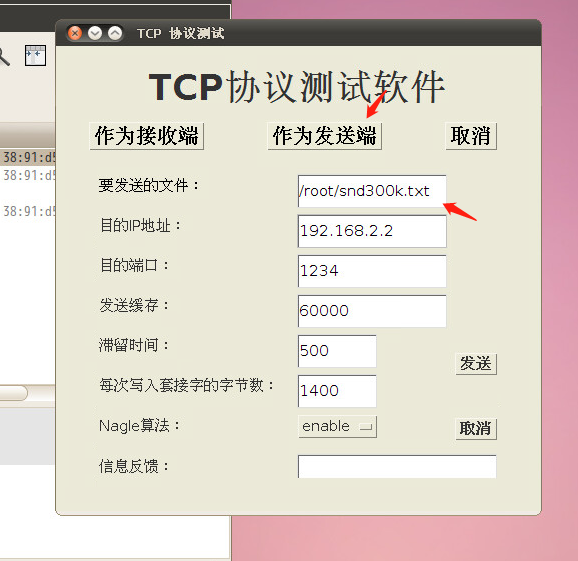 TCP 协议测试
TCP协议测试软件
作为接收端 作为发送端 取消
38:91:d5
38:91:d5
38:91:d5
要发送的文件： /root/snd300k.txt
目的IP地址： 192.168.2.2
目的端口： 1234
发送缓存： 60000
滞留时间： 500
发送
每次写入套接字的字节数： 1400
Nagle算法： enable
取消
信息反馈：